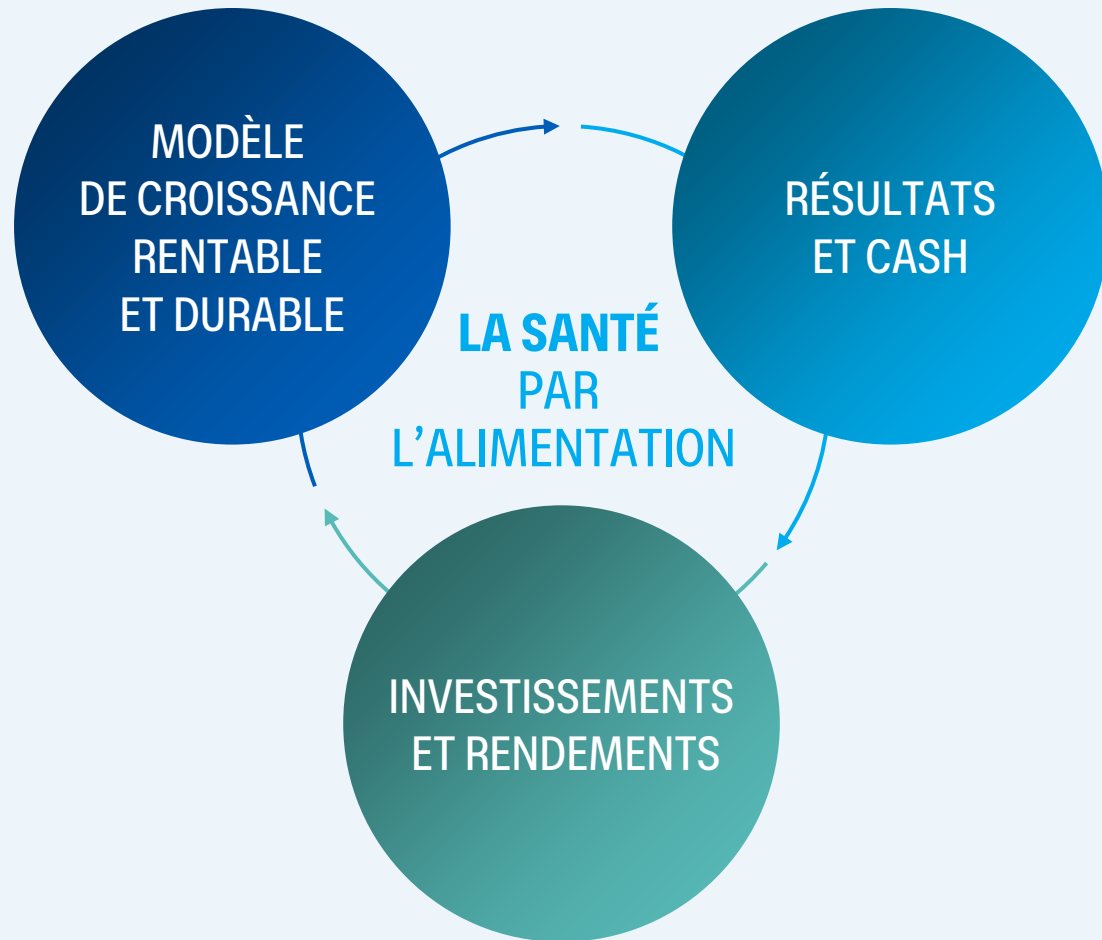 MODÈLE
DE CROISSANCE
RENTABLE
ET DURABLE
RÉSULTATS
ET CASH
LA SANTÉ
PAR
L’ALIMENTATION
INVESTISSEMENTS
ET RENDEMENTS